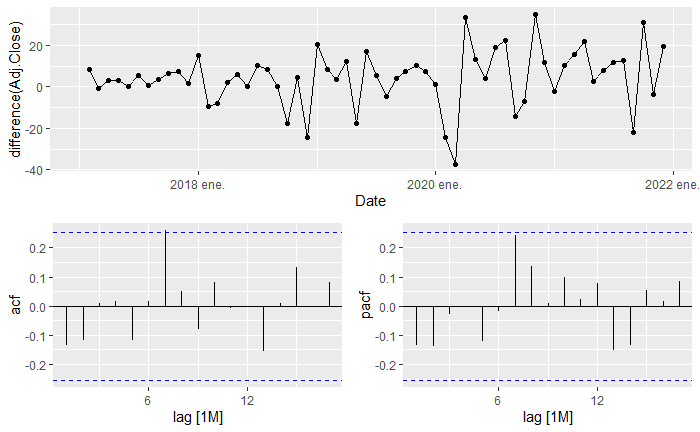 difference(Adj.Close)
20
0
-20
-40
2018 ene.
2020 ene.
2022 ene.
Date
acf
0.2
0.1
0.0
-0.1
-0.2
6
12
lag [1M]
pacf
0.2
0.1
0.0
-0.1
-0.2
6
12
lag [1M]